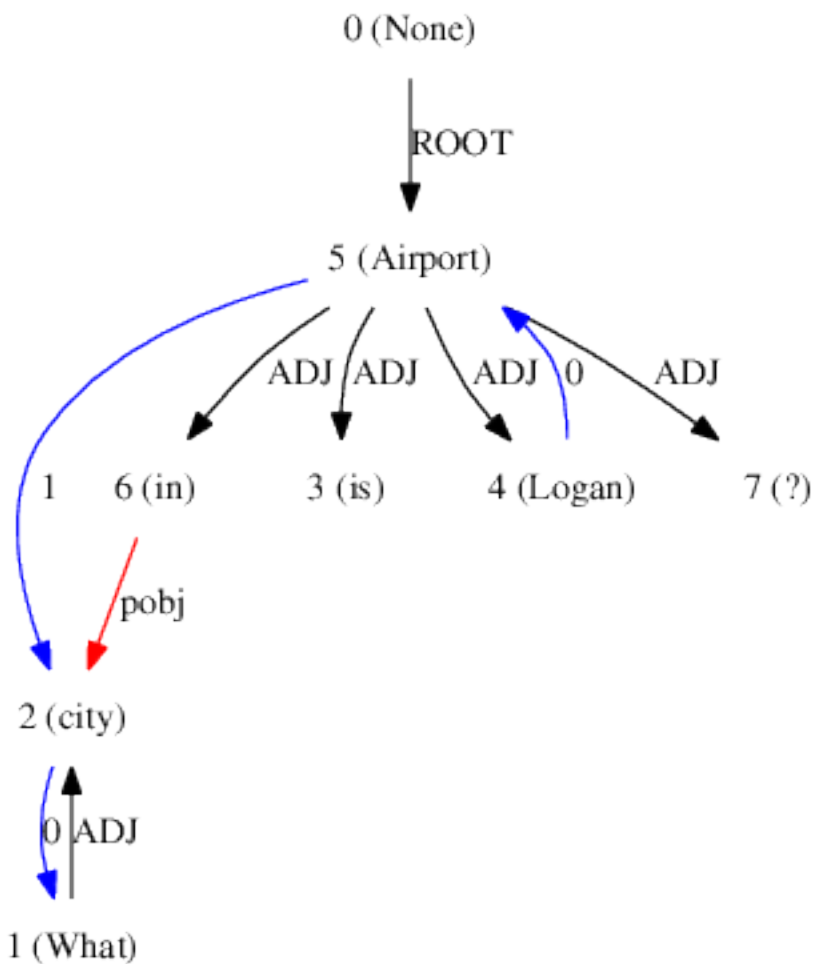 0 (None)
ROOT
5 (Airport)
ADJ ADJ ADJ 0 ADJ
1 6 (in) 3 (is) 4 (Logan) 7 (?)
pobj
2 (city)
0 ADJ
1 (What)